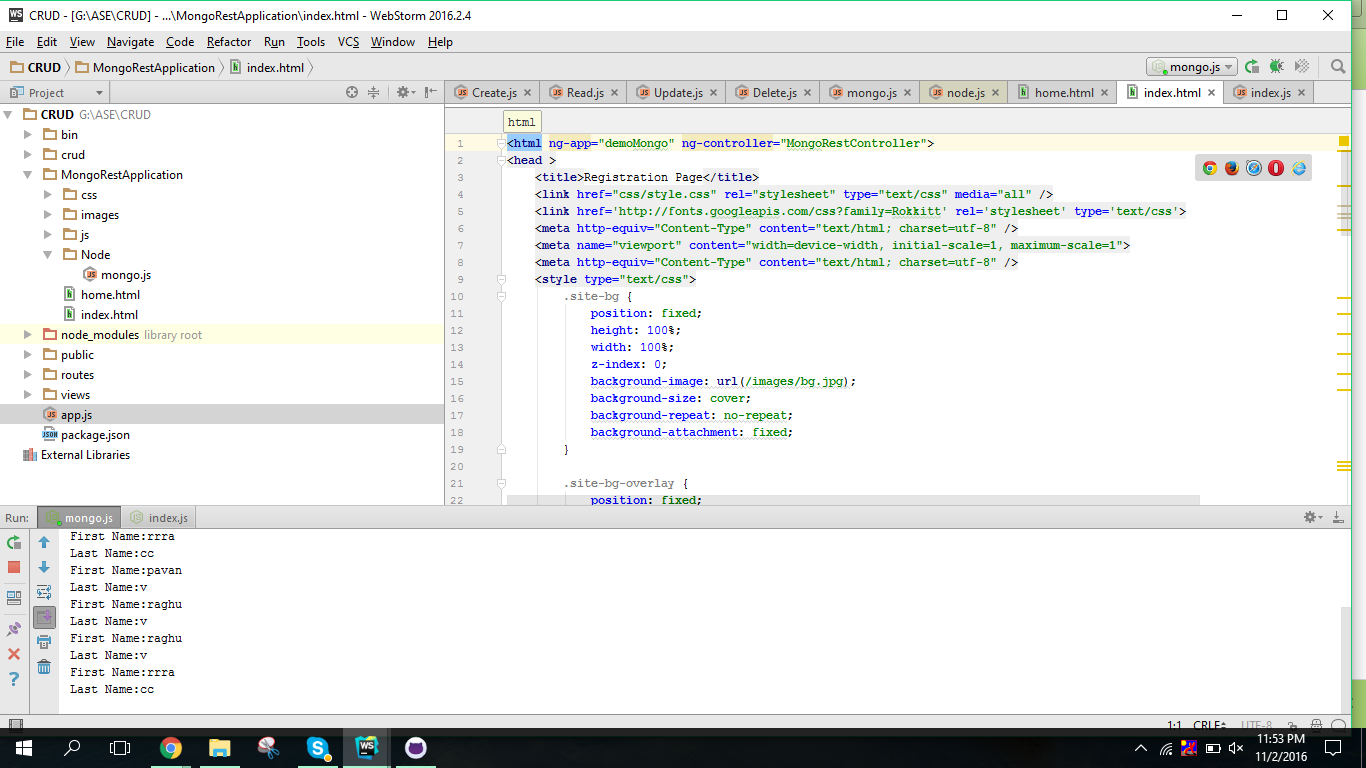 CRUD - [G:\ASE\CRUD] - ...\MongoRestApplication\index.html - WebStorm 2016.2.4
File Edit View Navigate Code Refactor Run Tools VCS Window Help
CRUD MongoRestApplication index.html mongo.js
Project Create.js Read.js Update.js Delete.js mongo.js node.js home.html index.html index.js
CRUD G:\ASE\CRUD
bin
crud
MongoRestApplication
css
images
js
Node
mongo.js
home.html
index.html
node_modules library root
public
routes
views
app.js
package.json
External Libraries
html
1 <html ng-app="demoMongo" ng-controller="MongoRestController">
2 <head >
3 <title>Registration Page</title>
4 <link href="css/style.css" rel="stylesheet" type="text/css" media="all" />
5 <link href='http://fonts.googleapis.com/css?family=Rokkitt' rel='stylesheet' type='text/css'>
6 <meta http-equiv="Content-Type" content="text/html; charset=utf-8" />
7 <meta name="viewport" content="width=device-width, initial-scale=1, maximum-scale=1">
8 <meta http-equiv="Content-Type" content="text/html; charset=utf-8" />
9 <style type="text/css">
10 .site-bg {
11 position: fixed;
12 height: 100%;
13 width: 100%;
14 z-index: 0;
15 background-image: url(/images/bg.jpg);
16 background-size: cover;
17 background-repeat: no-repeat;
18 background-attachment: fixed;
19 }
20
21 .site-bg-overlay {
22 position: fixed;
Run: mongo.js index.js
First Name:rrra
Last Name:cc
First Name:pavan
Last Name:v
First Name:raghu
Last Name:v
First Name:raghu
Last Name:v
First Name:rrra
Last Name:cc
1:1 CRLF UTF-8
11:53 PM
11/2/2016